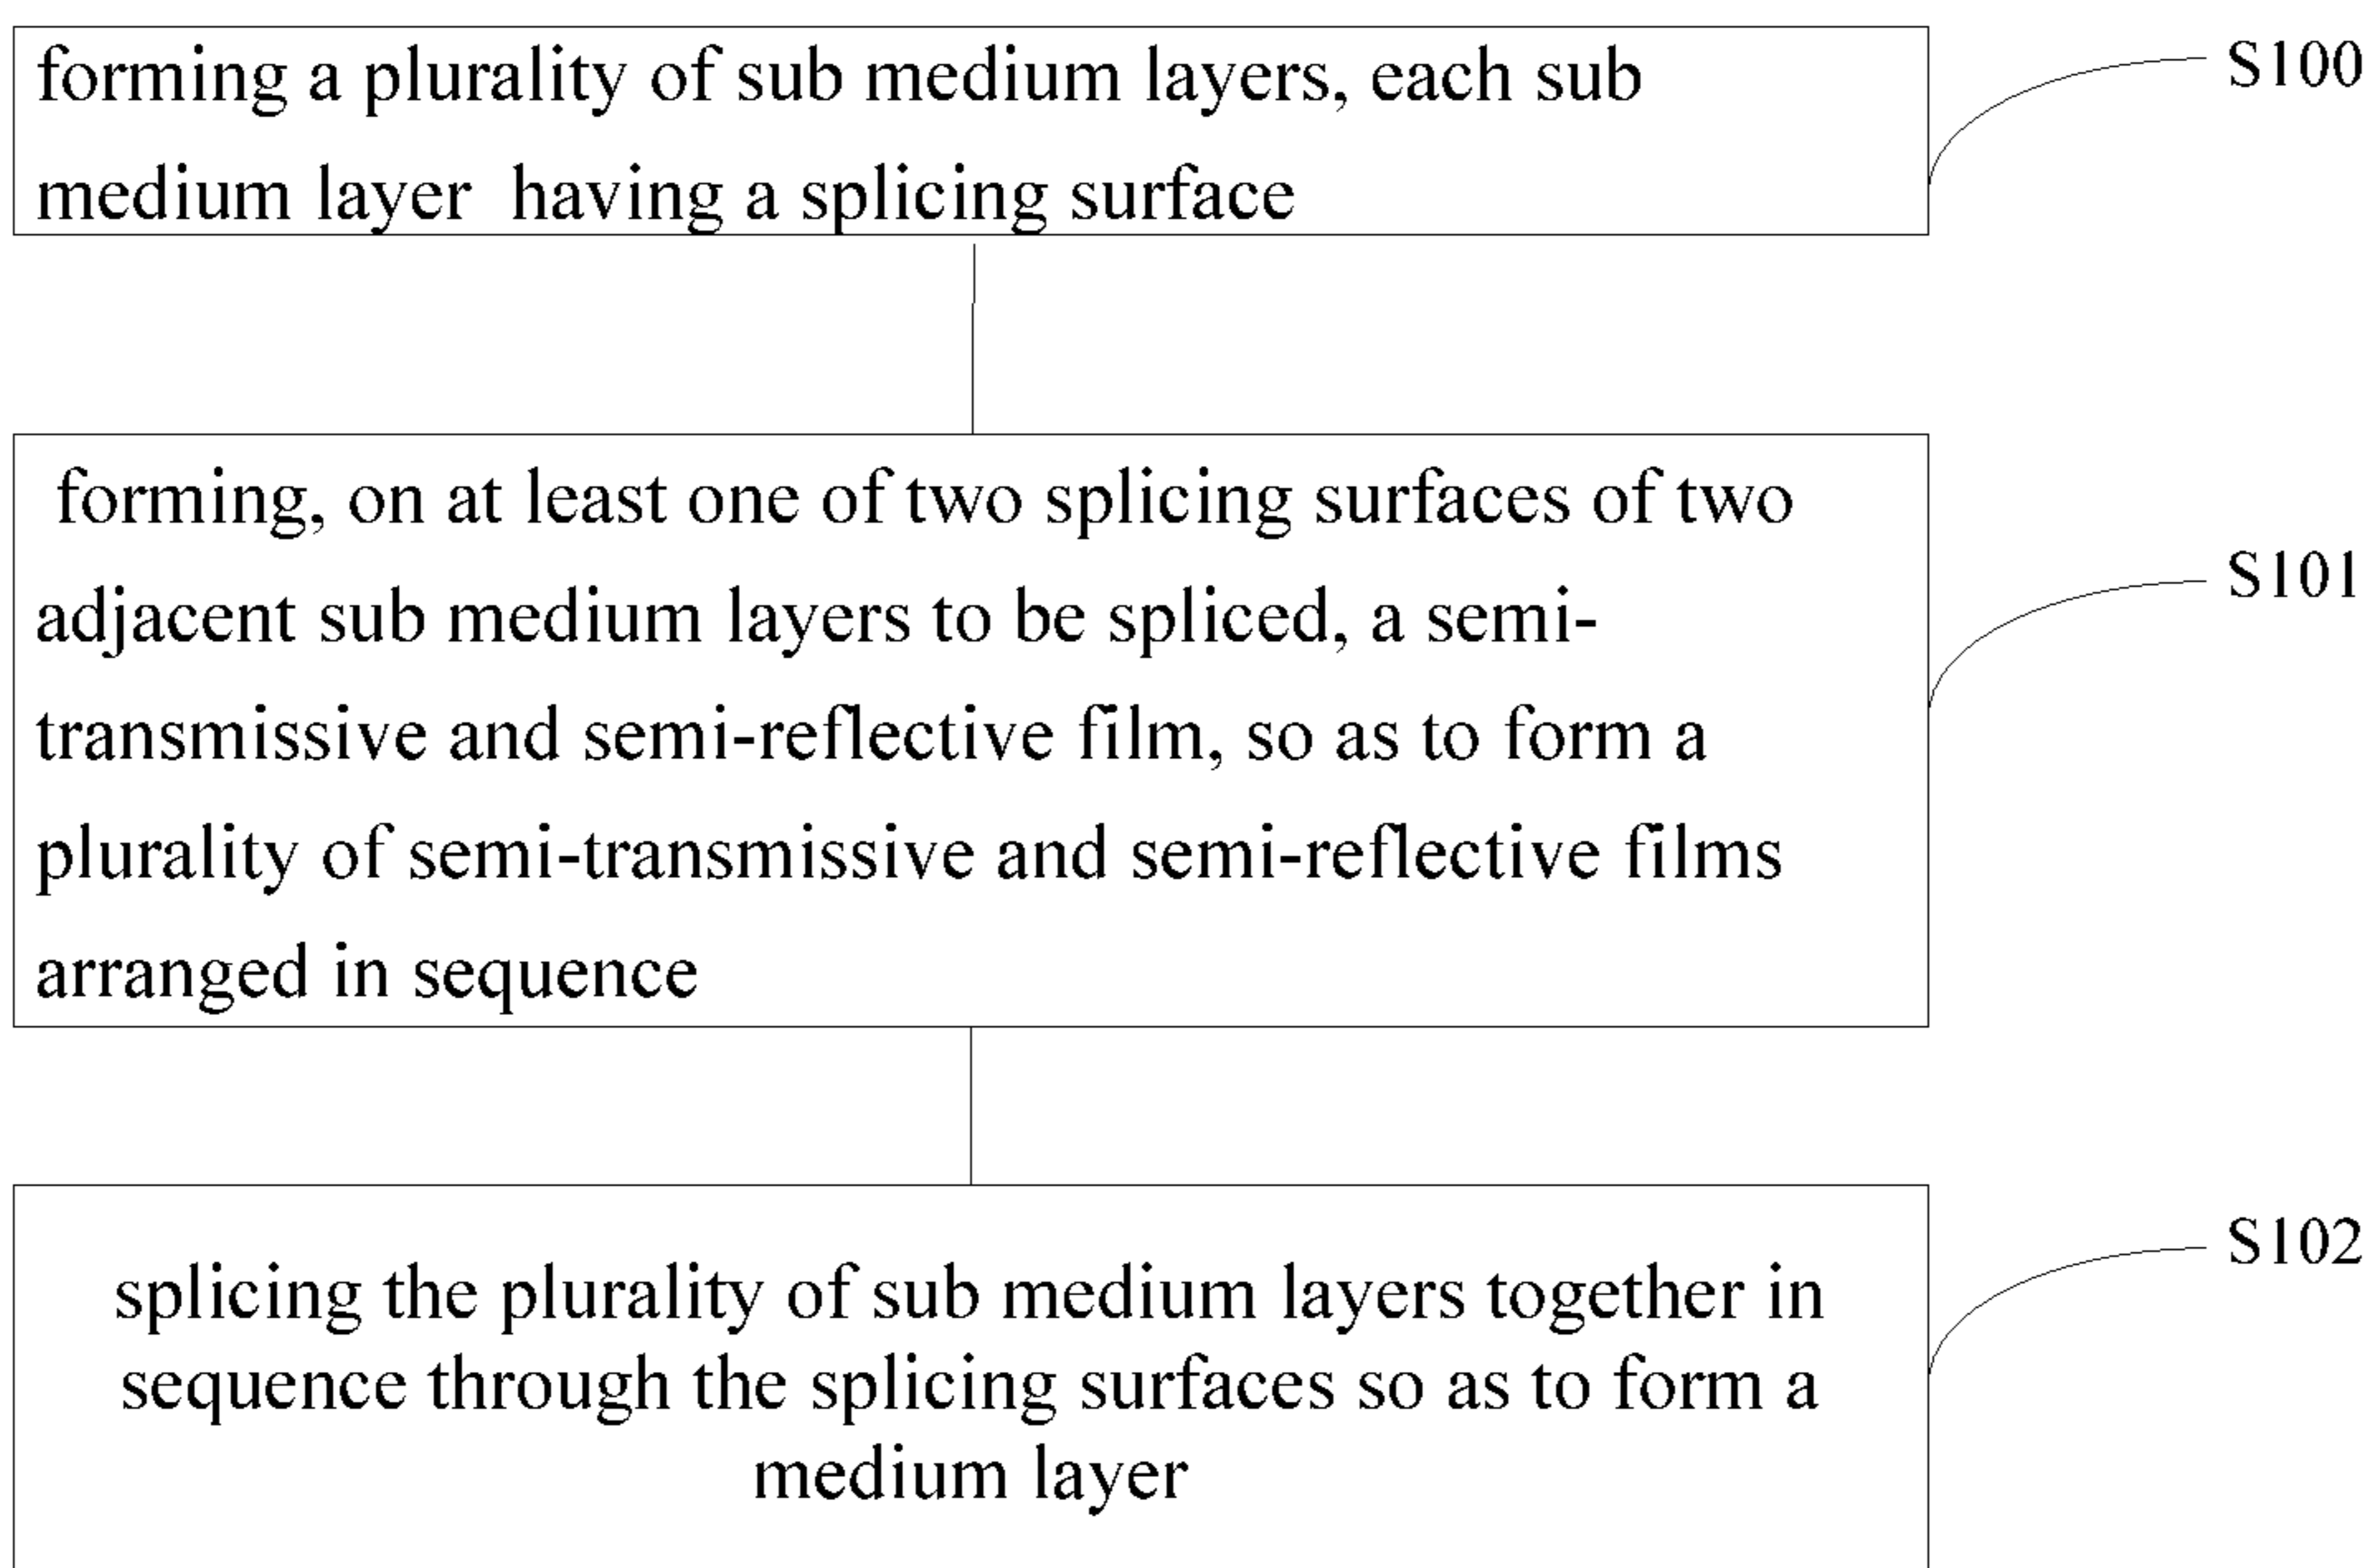 forming a plurality of sub medium layers, each sub
medium layer  having a splicing surface
S100
forming, on at least one of two splicing surfaces of two
adjacent sub medium layers to be spliced, a semi-
transmissive and semi-reflective film, so as to form a
plurality of semi-transmissive and semi-reflective films
arranged in sequence
S101
splicing the plurality of sub medium layers together in
sequence through the splicing surfaces so as to form a
medium layer
S102